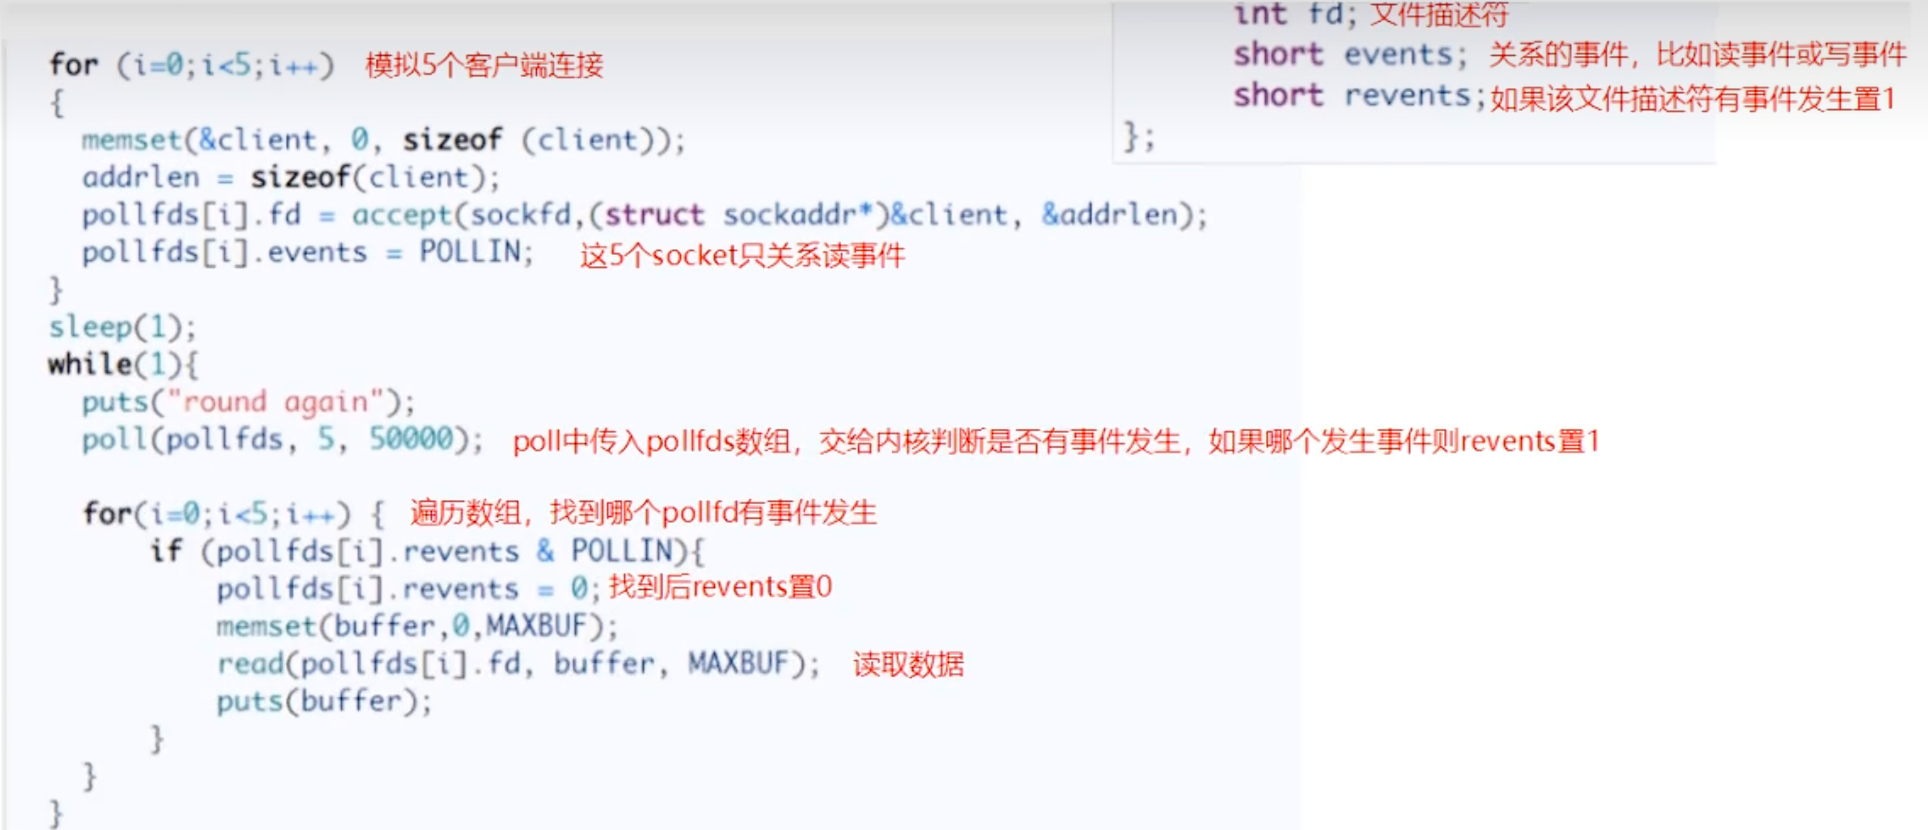 int fd; 文件描述符
short events; 关系的事件，比如读事件或写事件
short revents;如果该文件描述符有事件发生置1
};
for (i=0;i<5;i++) 模拟5个客户端连接
{
memset(&client, 0, sizeof (client));
addrlen = sizeof(client);
pollfds[i].fd = accept(sockfd,(struct sockaddr*)&client, &addrlen);
pollfds[i].events = POLLIN; 这5个socket只关系读事件
}
sleep(1);
while(1){
puts("round again");
poll(pollfds, 5, 50000); poll中传入pollfds数组，交给内核判断是否有事件发生，如果哪个发生事件则revents置1
for(i=0;i<5;i++) { 遍历数组，找到哪个pollfd有事件发生
if (pollfds[i].revents & POLLIN){
pollfds[i].revents = 0; 找到后revents置0
memset(buffer,0,MAXBUF);
read(pollfds[i].fd, buffer, MAXBUF); 读取数据
puts(buffer);
}
}
}